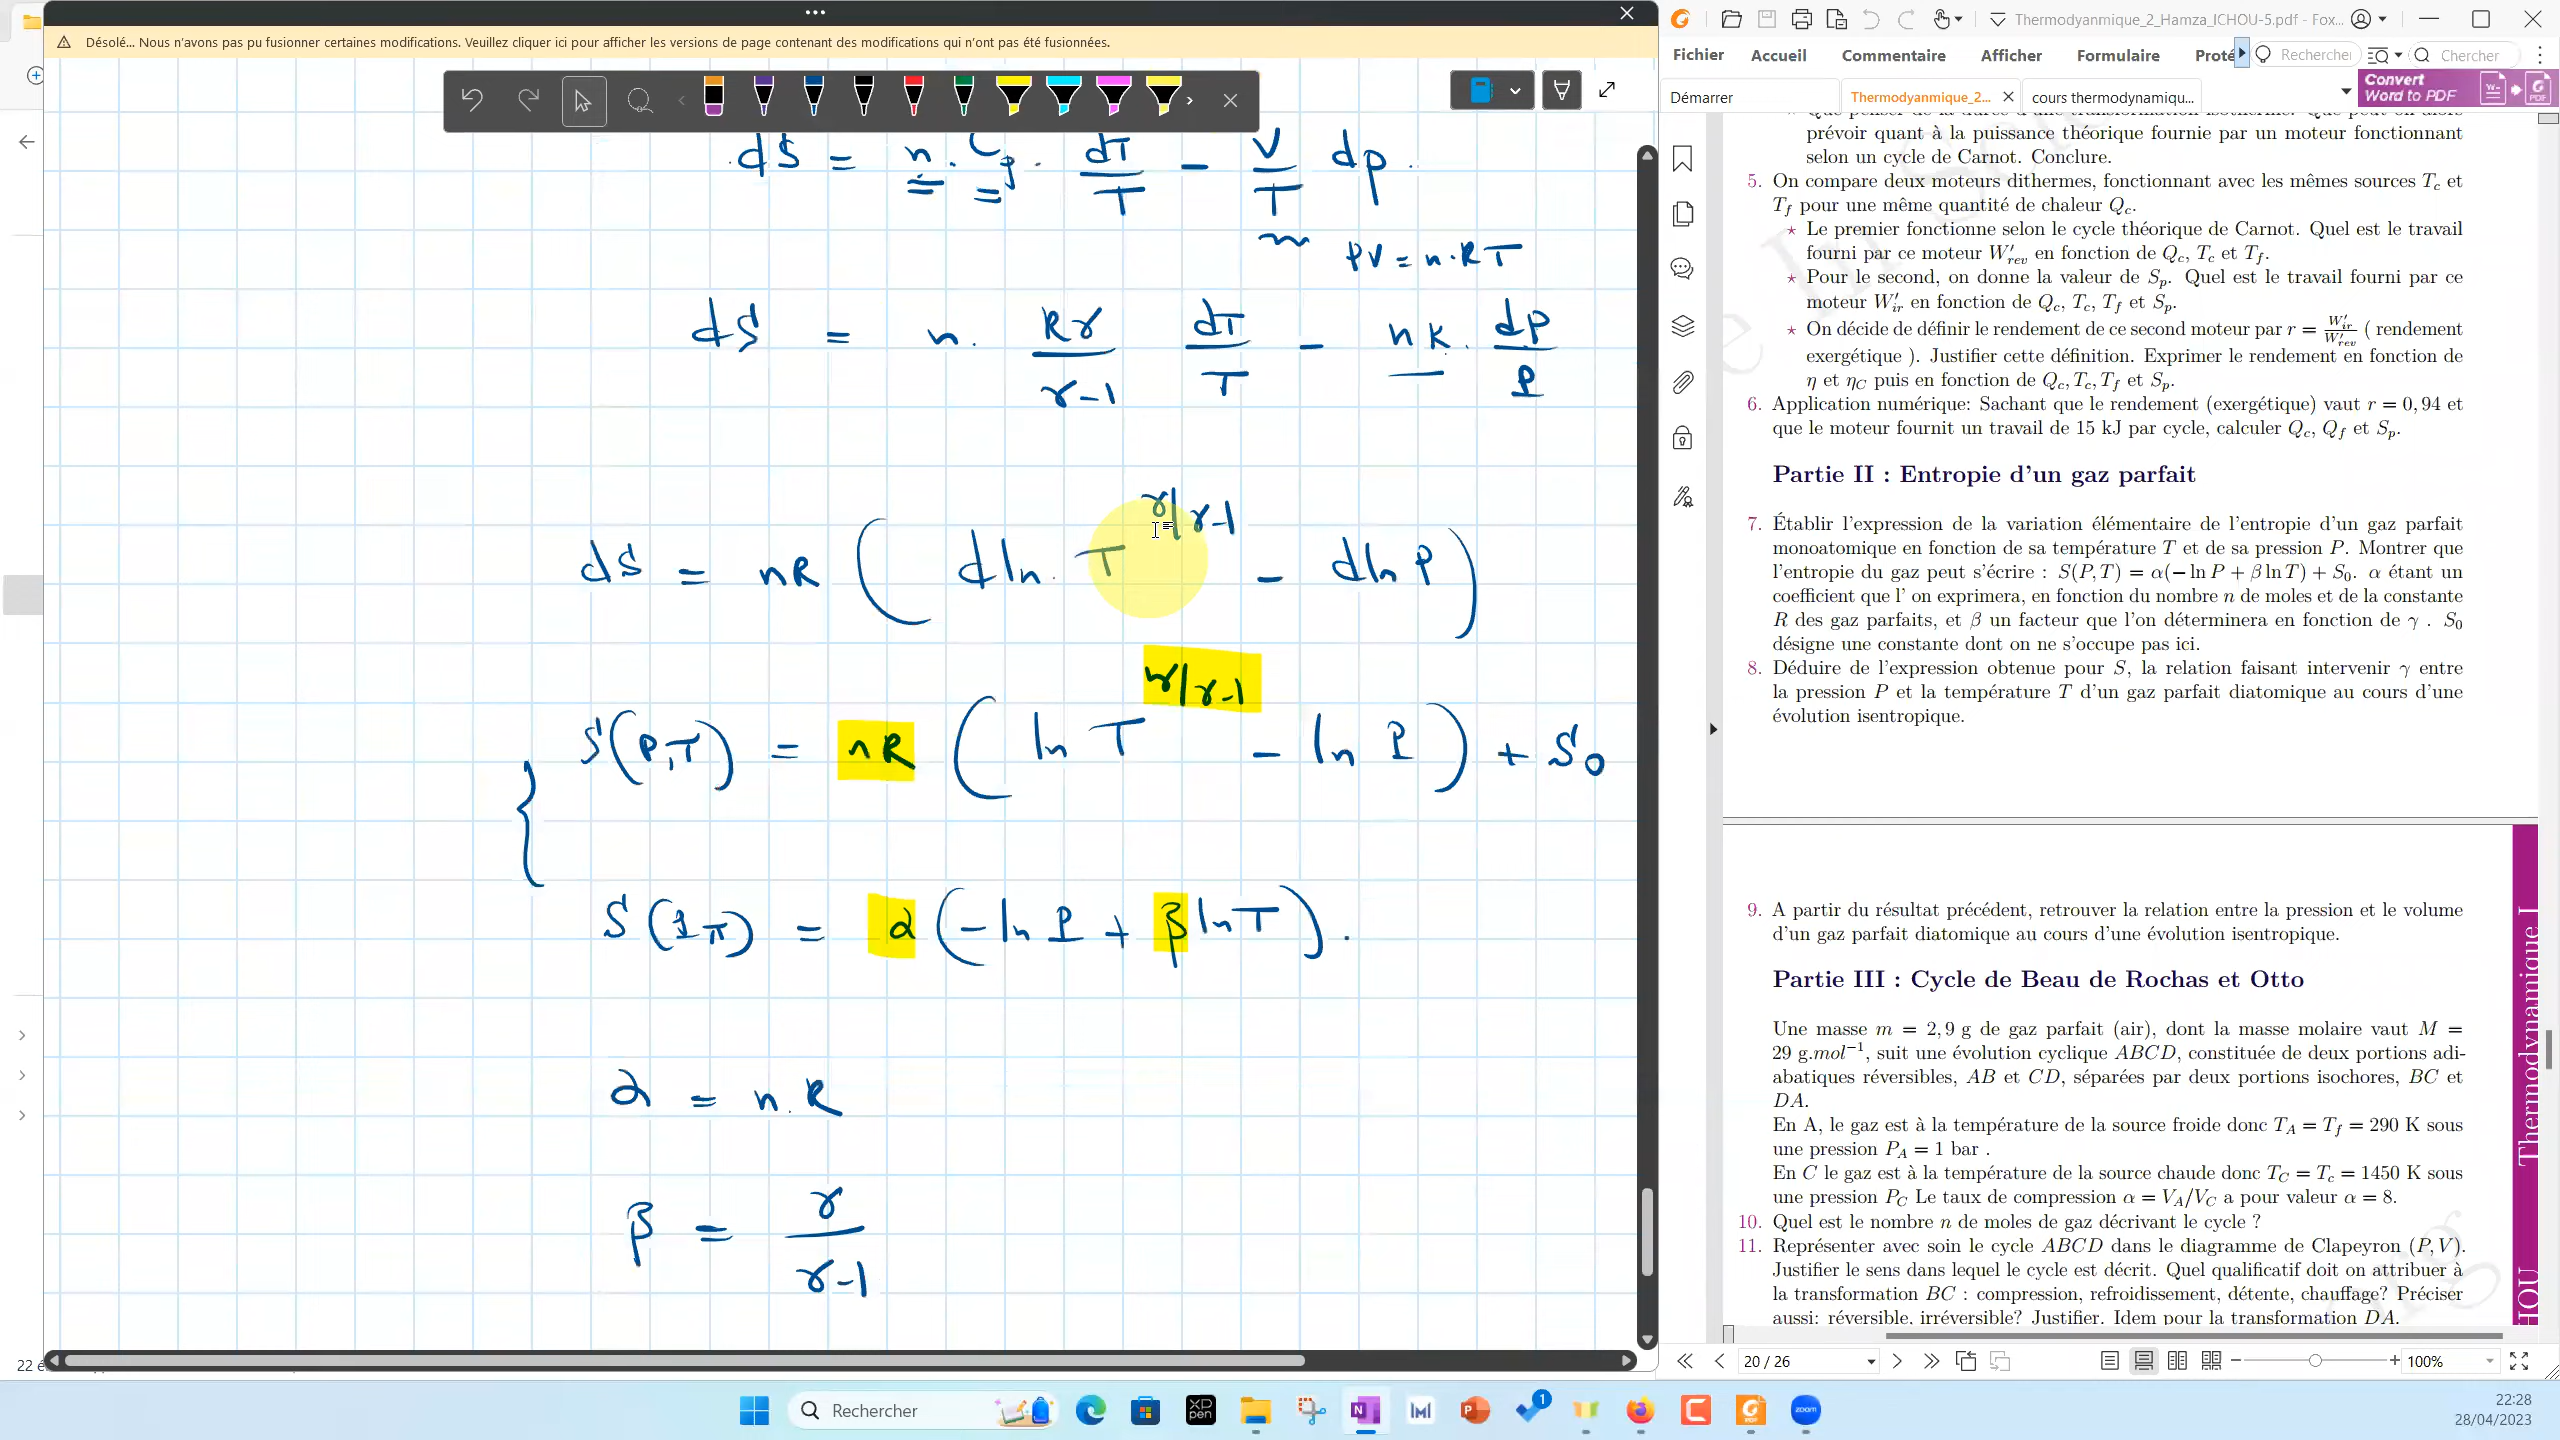 Désolé... Nous n'avons pas pu fusionner certaines modifications. Veuillez cliquer ici pour afficher les versions de page contenant des modifications qui n'ont pas été fusionnées.
dS = n. Cp. dT/T - V/T dp.
PV = n.RT
dS = n. Rγ/γ-1 dT/T - nR. dP/P
dS = nR ( dln T^γ/γ-1 - dln P )
S(P,T) = nR ( ln T^γ/γ-1 - ln P ) + S0
S(P,T) = α (-ln P + β ln T).
α = n.R
β = γ/γ-1
22
Thermodyanmique_2_Hamza_ICHOU-5.pdf - Fox...
Fichier Accueil Commentaire Afficher Formulaire Proté Rechercher Chercher
Démarrer Thermodyanmique_2... cours thermodynamiqu...
Convert
Word to PDF
prévoir quant à la puissance théorique fournie par un moteur fonctionnant
selon un cycle de Carnot. Conclure.
5. On compare deux moteurs dithermes, fonctionnant avec les mêmes sources Tc et
Tf pour une même quantité de chaleur Qc.
⋆ Le premier fonctionne selon le cycle théorique de Carnot. Quel est le travail
fourni par ce moteur W'rev en fonction de Qc, Tc et Tf.
⋆ Pour le second, on donne la valeur de Sp. Quel est le travail fourni par ce
moteur W'ir en fonction de Qc, Tc, Tf et Sp.
⋆ On décide de définir le rendement de ce second moteur par r = W'ir/W'rev ( rendement
exergétique ). Justifier cette définition. Exprimer le rendement en fonction de
η et ηC puis en fonction de Qc, Tc, Tf et Sp.
6. Application numérique: Sachant que le rendement (exergétique) vaut r = 0, 94 et
que le moteur fournit un travail de 15 kJ par cycle, calculer Qc, Qf et Sp.
Partie II : Entropie d'un gaz parfait
7. Établir l'expression de la variation élémentaire de l'entropie d'un gaz parfait
monoatomique en fonction de sa température T et de sa pression P. Montrer que
l'entropie du gaz peut s'écrire : S(P, T) = α(− ln P + β ln T) + S0. α étant un
coefficient que l' on exprimera, en fonction du nombre n de moles et de la constante
R des gaz parfaits, et β un facteur que l'on déterminera en fonction de γ . S0
désigne une constante dont on ne s'occupe pas ici.
8. Déduire de l'expression obtenue pour S, la relation faisant intervenir γ entre
la pression P et la température T d'un gaz parfait diatomique au cours d'une
évolution isentropique.
9. A partir du résultat précédent, retrouver la relation entre la pression et le volume
d'un gaz parfait diatomique au cours d'une évolution isentropique.
Partie III : Cycle de Beau de Rochas et Otto
Une masse m = 2, 9 g de gaz parfait (air), dont la masse molaire vaut M =
29 g.mol−1, suit une évolution cyclique ABCD, constituée de deux portions adi-
abatiques réversibles, AB et CD, séparées par deux portions isochores, BC et
DA.
En A, le gaz est à la température de la source froide donc TA = Tf = 290 K sous
une pression PA = 1 bar .
En C le gaz est à la température de la source chaude donc TC = Tc = 1450 K sous
une pression PC Le taux de compression α = VA/VC a pour valeur α = 8.
10. Quel est le nombre n de moles de gaz décrivant le cycle ?
11. Représenter avec soin le cycle ABCD dans le diagramme de Clapeyron (P, V).
Justifier le sens dans lequel le cycle est décrit. Quel qualificatif doit on attribuer à
la transformation BC : compression, refroidissement, détente, chauffage? Préciser
aussi: réversible, irréversible? Justifier. Idem pour la transformation DA.
Thermodynamique I
HOU
20 / 26
100%
Rechercher
XD
pen
1
zoom
22:28
28/04/2023